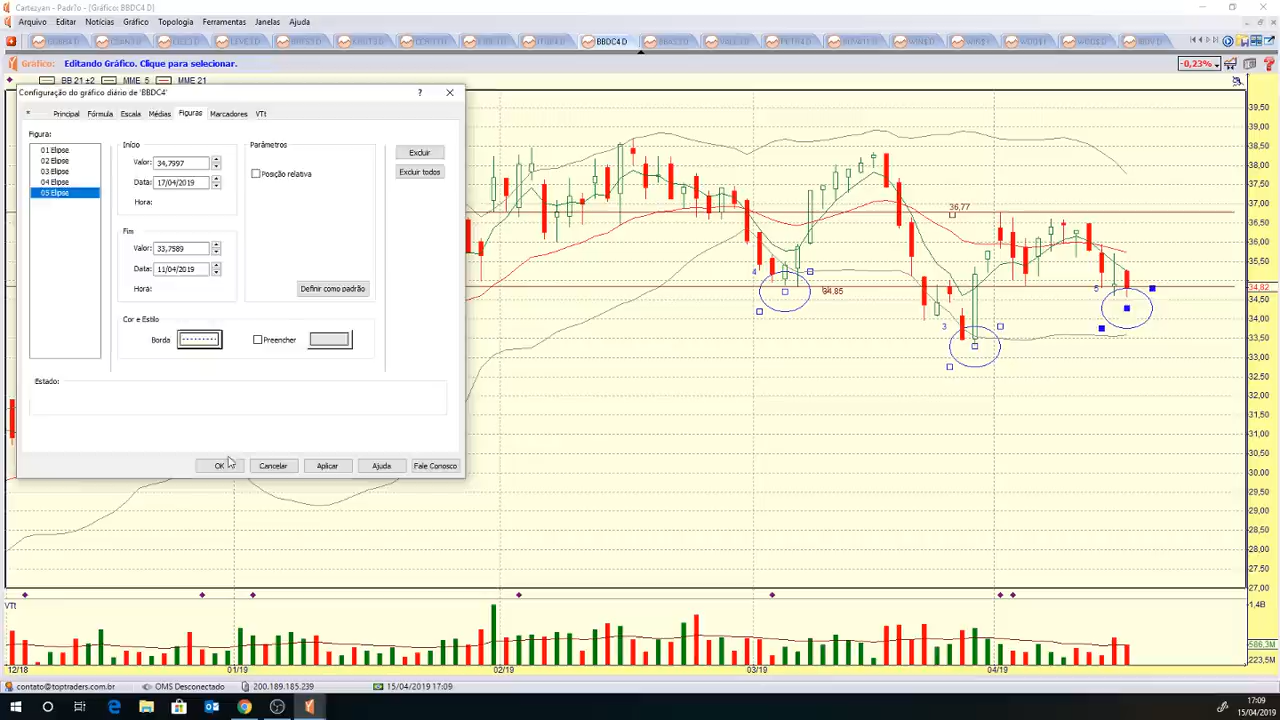 Cartezyan - Padr?o - [Gráfico: BBDC4 D]
Arquivo Editar Notícias Gráfico Topologia Ferramentas Janelas Ajuda
BBDC4 D
Gráfico: Editando Gráfico. Clique para selecionar.
-0,23%
BB 21 ±2 MME 5 MME 21
Configuração do gráfico diário de 'BBDC4'
* Principal Fórmula Escala Médias Figuras Marcadores VTt
Figura:
01 Elipse
02 Elipse
03 Elipse
04 Elipse
05 Elipse
Início
Valor: 34,7997
Data: 17/04/2019
Hora:
Fim
Valor: 33,7589
Data: 11/04/2019
Hora:
Parâmetros
Posição relativa
Definir como padrão
Excluir
Excluir todos
Cor e Estilo
Borda
Preencher
Estado:
OK Cancelar Aplicar Ajuda Fale Conosco
36,77
34,85
4
3
5
39,50
39,00
38,50
38,00
37,50
37,00
36,50
36,00
35,50
35,00
34,82
34,50
34,00
33,50
33,00
32,50
32,00
31,50
31,00
30,50
30,00
29,50
29,00
28,50
28,00
27,50
27,00
VTt
1,4B
586,3M
223,5M
12/18 01/19 02/19 03/19 04/19
contato@toptraders.com.br OMS Desconectado 200.189.185.239 15/04/2019 17:09
17:09
15/04/2019